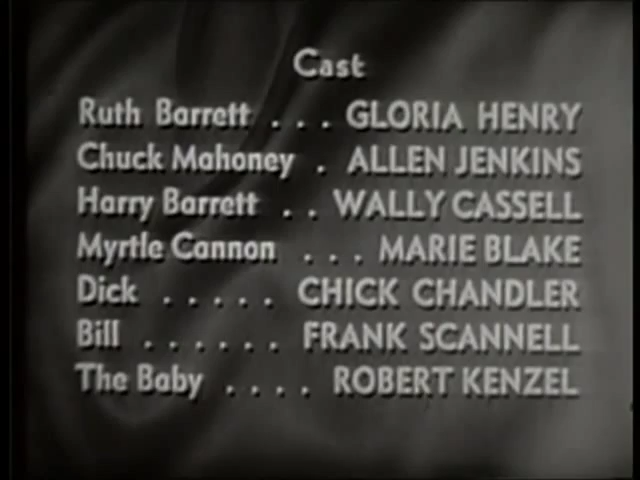 Cast
Ruth Barrett . . . GLORIA HENRY
Chuck Mahoney . ALLEN JENKINS
Harry Barrett . . WALLY CASSELL
Myrtle Cannon . . . MARIE BLAKE
Dick . . . . . CHICK CHANDLER
Bill . . . . . . FRANK SCANNELL
The Baby . . . . ROBERT KENZEL